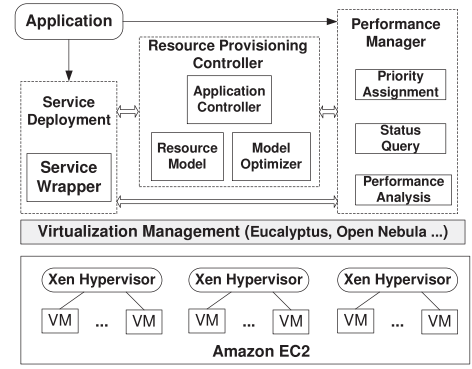 Application
Performance
Manager
Resource Provisioning
Controller
Application
Controller
Priority
Assignment
Service
Deployment
Status
Query
Resource
Model
Model
Optimizer
Service
Wrapper
Performance
Analysis
Virtualization Management (Eucalyptus, Open Nebula ...)
Xen Hypervisor
Xen Hypervisor
Xen Hypervisor
VM ... VM
VM ... VM
VM ... VM
Amazon EC2